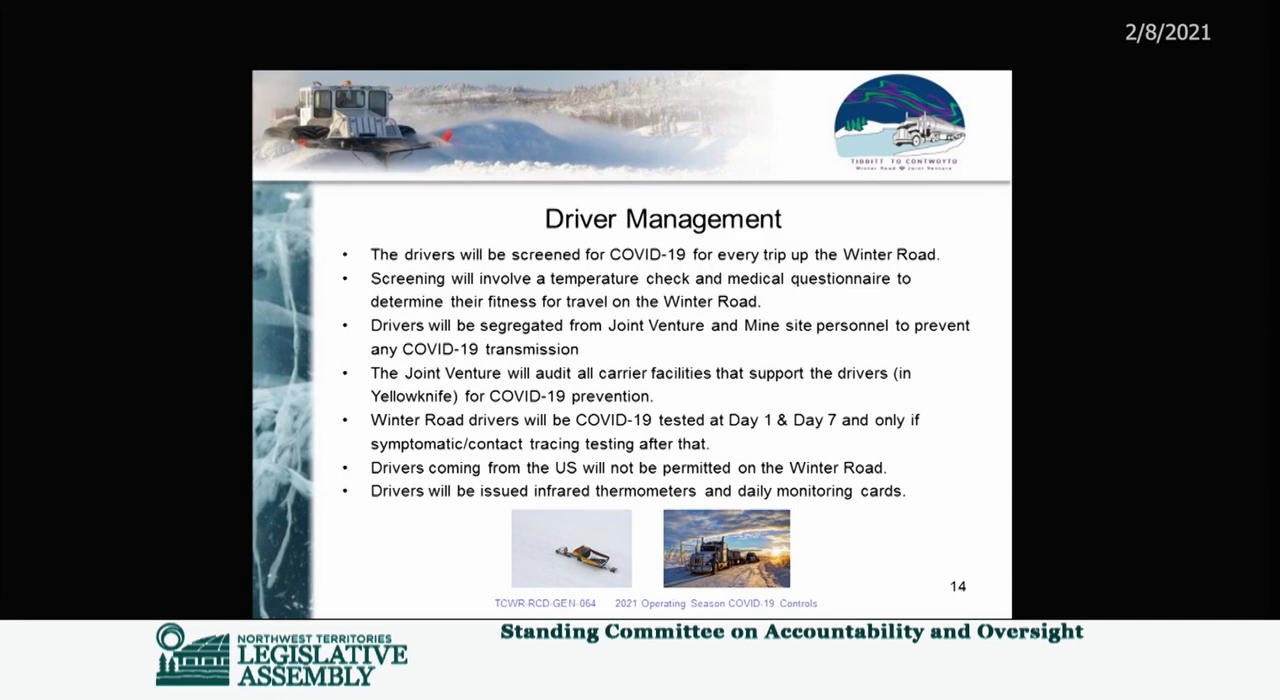 2/8/2021
TIBBITT TO CONTWOYTO
Winter Road Joint Venture
Driver Management
• The drivers will be screened for COVID-19 for every trip up the Winter Road.
• Screening will involve a temperature check and medical questionnaire to
determine their fitness for travel on the Winter Road.
• Drivers will be segregated from Joint Venture and Mine site personnel to prevent
any COVID-19 transmission
• The Joint Venture will audit all carrier facilities that support the drivers (in
Yellowknife) for COVID-19 prevention.
• Winter Road drivers will be COVID-19 tested at Day 1 & Day 7 and only if
symptomatic/contact tracing testing after that.
• Drivers coming from the US will not be permitted on the Winter Road.
• Drivers will be issued infrared thermometers and daily monitoring cards.
14
TCWR-RCD-GEN-064 2021 Operating Season COVID-19 Controls
Standing Committee on Accountability and Oversight
NORTHWEST TERRITORIES
LEGISLATIVE
ASSEMBLY